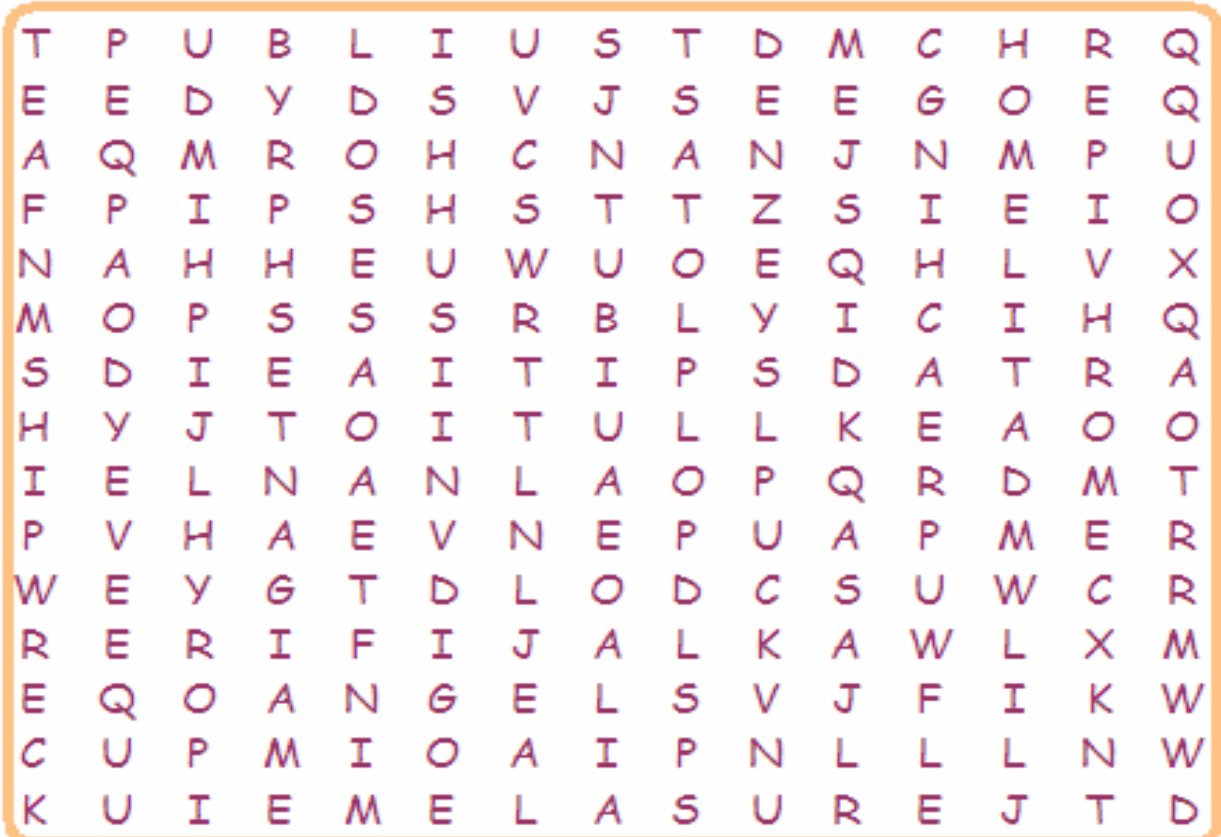 T P U B L I U S T D M C H R Q
E E D Y D S V J S E E G O E Q
A Q M R O H C N A N J N M P U
F P I P S H S T T Z S I E I O
N A H H E U W U O E Q H L V X
M O P S S S R B L Y I C I H Q
S D I E A I T I P S D A T R A
H Y J T O I T U L L K E A O O
I E L N A N L A O P Q R D M T
P V H A E V N E P U A P M E R
W E Y G T D L O D C S U W C R
R E R I F I J A L K A W L X M
E Q O A N G E L S V J F I K W
C U P M I O A I P N L L L N W
K U I E M E L A S U R E J T D